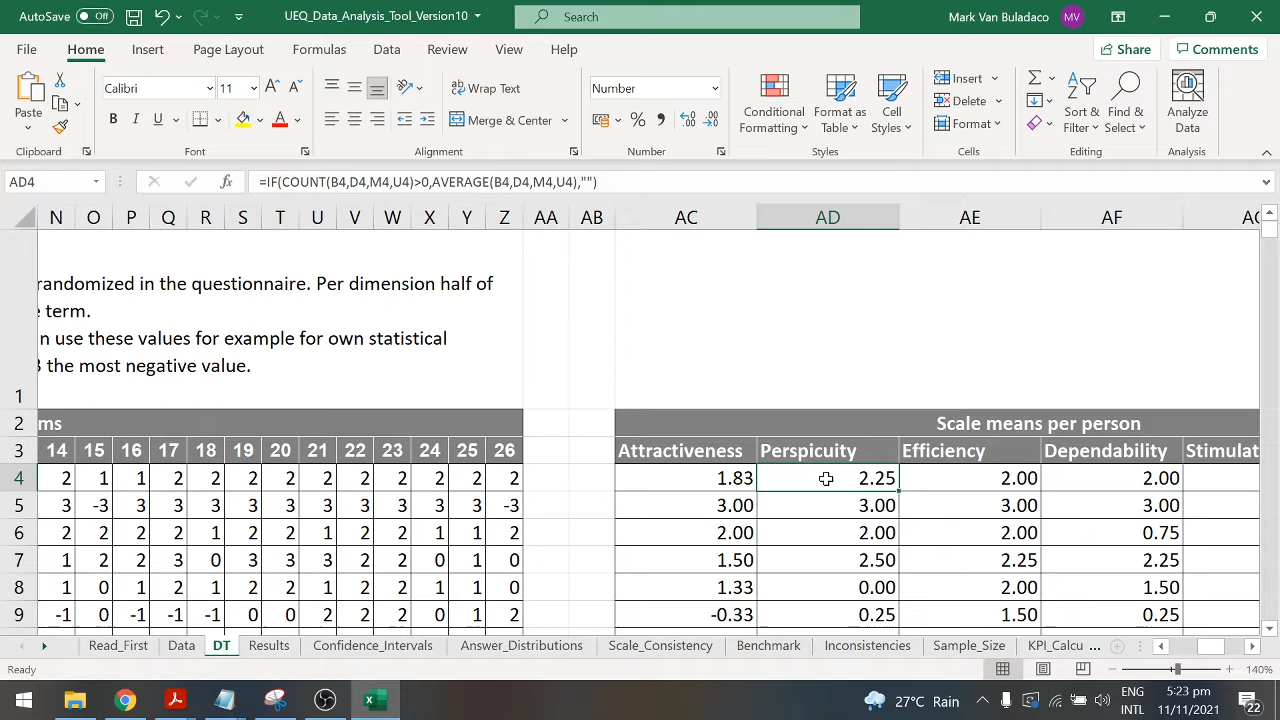 AutoSave Off UEQ_Data_Analysis_Tool_Version10 Search Mark Van Buladaco MV
File Home Insert Page Layout Formulas Data Review View Help Share Comments
Paste Calibri 11 A A B I U A ab Wrap Text Merge & Center Number % , Conditional Formatting Format as Table Cell Styles Insert Delete Format Sort & Filter Find & Select Analyze Data
Clipboard Font Alignment Number Styles Cells Editing Analysis
AD4 fx =IF(COUNT(B4,D4,M4,U4)>0,AVERAGE(B4,D4,M4,U4),"")
N O P Q R S T U V W X Y Z AA AB AC AD AE AF
randomized in the questionnaire. Per dimension half of
term.
n use these values for example for own statistical
the most negative value.
1
2 ms Scale means per person
3 14 15 16 17 18 19 20 21 22 23 24 25 26 Attractiveness Perspicuity Efficiency Dependability Stimulat
4 2 1 1 2 2 2 2 2 2 2 2 2 2 1.83 2.25 2.00 2.00
5 3 -3 3 3 3 3 3 3 3 3 3 3 -3 3.00 3.00 3.00 3.00
6 2 2 2 2 1 2 2 1 2 2 1 1 2 2.00 2.00 2.00 0.75
7 1 2 2 3 0 3 3 3 2 2 0 1 0 1.50 2.50 2.25 2.25
8 1 0 1 2 1 2 2 1 2 2 1 1 0 1.33 0.00 2.00 1.50
9 -1 0 -1 -1 -1 0 0 2 2 2 0 1 2 -0.33 0.25 1.50 0.25
Read_First Data DT Results Confidence_Intervals Answer_Distributions Scale_Consistency Benchmark Inconsistencies Sample_Size KPI_Calcu ...
Ready 140%
27°C Rain ENG INTL 5:23 pm 11/11/2021 22